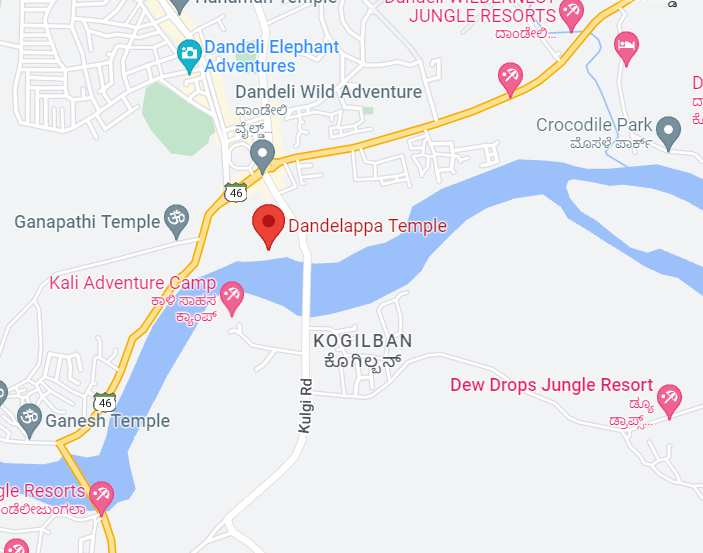 Hanuman Temple
Dandeli WILDERNEST
JUNGLE RESORTS
ದಾಂಡೇಲಿ...
Dandeli Elephant
Adventures
Dandeli Wild Adventure
ದಾಂಡೇಲಿ
ವೈಲ್ಡ್...
Crocodile Park
ಮೊಸಳೆ ಪಾರ್ಕ್
46
Ganapathi Temple
Dandelappa Temple
Kali Adventure Camp
ಕಾಳಿ ಸಾಹಸ
ಕ್ಯಾಂಪ್
KOGILBAN
ಕೊಗಿಲ್ಬನ್
Dew Drops Jungle Resort
ಡ್ಯೂ
ಡ್ರಾಪ್ಸ್...
Kulgi Rd
46
Ganesh Temple
gle Resorts
ಂಡೇಲೀಜುಂಗಲಾ